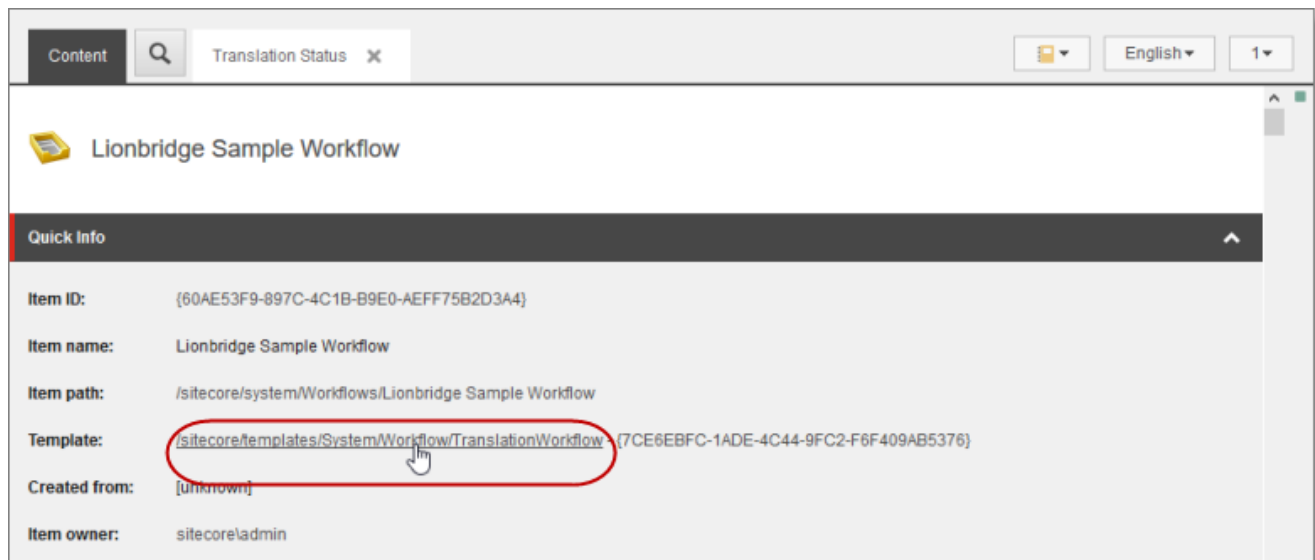 Content Translation Status English 1
Lionbridge Sample Workflow
Quick Info
Item ID: {60AE53F9-897C-4C1B-B9E0-AEFF75B2D3A4}
Item name: Lionbridge Sample Workflow
Item path: /sitecore/system/Workflows/Lionbridge Sample Workflow
Template: /sitecore/templates/System/Workflow/TranslationWorkflow - {7CE6EBFC-1ADE-4C44-9FC2-F6F409AB5376}
Created from: [unknown]
Item owner: sitecore\admin